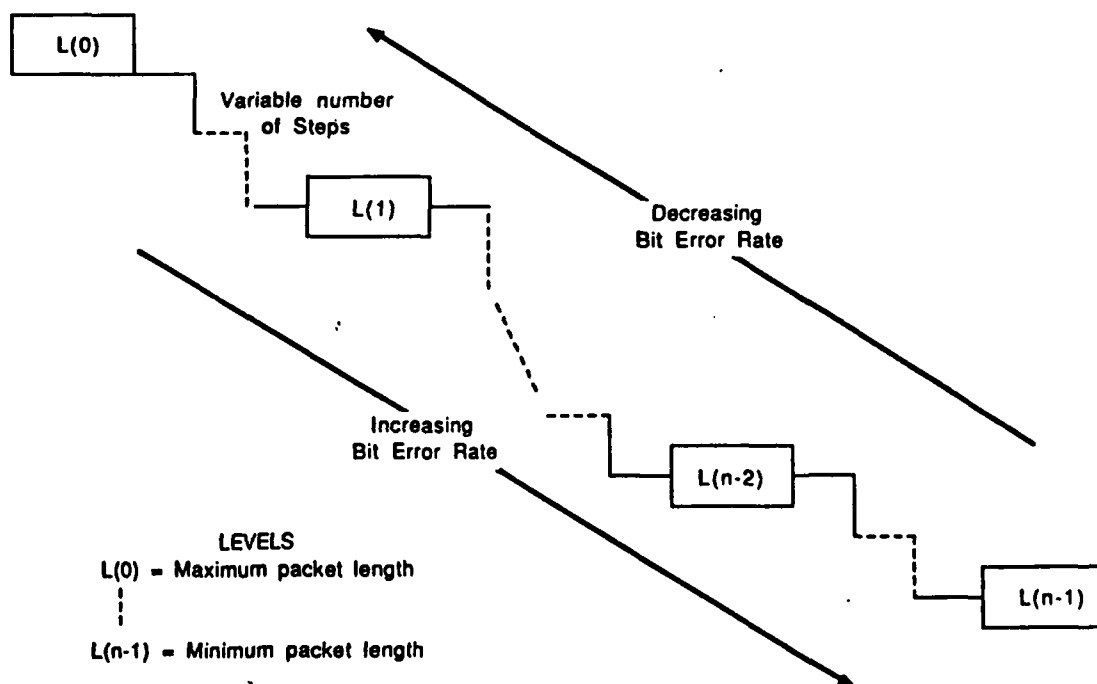 L(0)
Variable number
of Steps
L(1)
Decreasing
Bit Error Rate
Increasing
Bit Error Rate
L(n-2)
LEVELS
L(0) = Maximum packet length
L(n-1)
L(n-1) = Minimum packet length